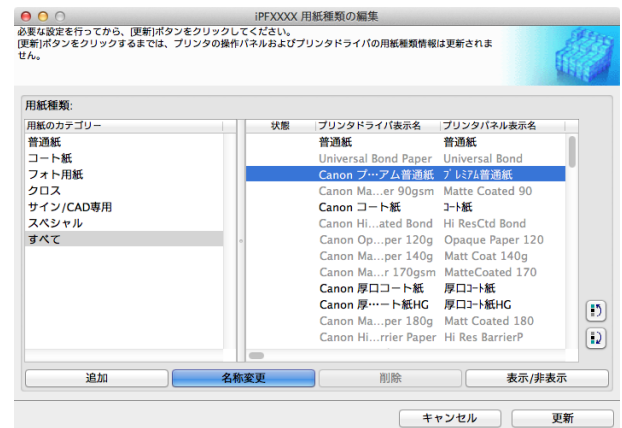 iPFXXXX 用紙種類の編集
必要な設定を行ってから、[更新]ボタンをクリックしてください。
[更新]ボタンをクリックするまでは、プリンタの操作パネルおよびプリンタドライバの用紙種類情報は更新されま
せん。
用紙種類:
用紙のカテゴリー
普通紙
コート紙
フォト用紙
クロス
サイン/CAD専用
スペシャル
すべて
状態 プリンタドライバ表示名 プリンタパネル表示名
普通紙 普通紙
Universal Bond Paper Universal Bond
Canon プ…アム普通紙 プレミアム普通紙
Canon Ma...er 90gsm Matte Coated 90
Canon コート紙 コート紙
Canon Hi...ated Bond Hi ResCtd Bond
Canon Op...per 120g Opaque Paper 120
Canon Ma...per 140g Matt Coat 140g
Canon Ma...r 170gsm MatteCoated 170
Canon 厚口コート紙 厚口コート紙
Canon 厚…ート紙HG 厚口コート紙HG
Canon Ma...per 180g Matt Coated 180
Canon Hi...rrier Paper Hi Res BarrierP
追加 名称変更 削除 表示/非表示
キャンセル 更新